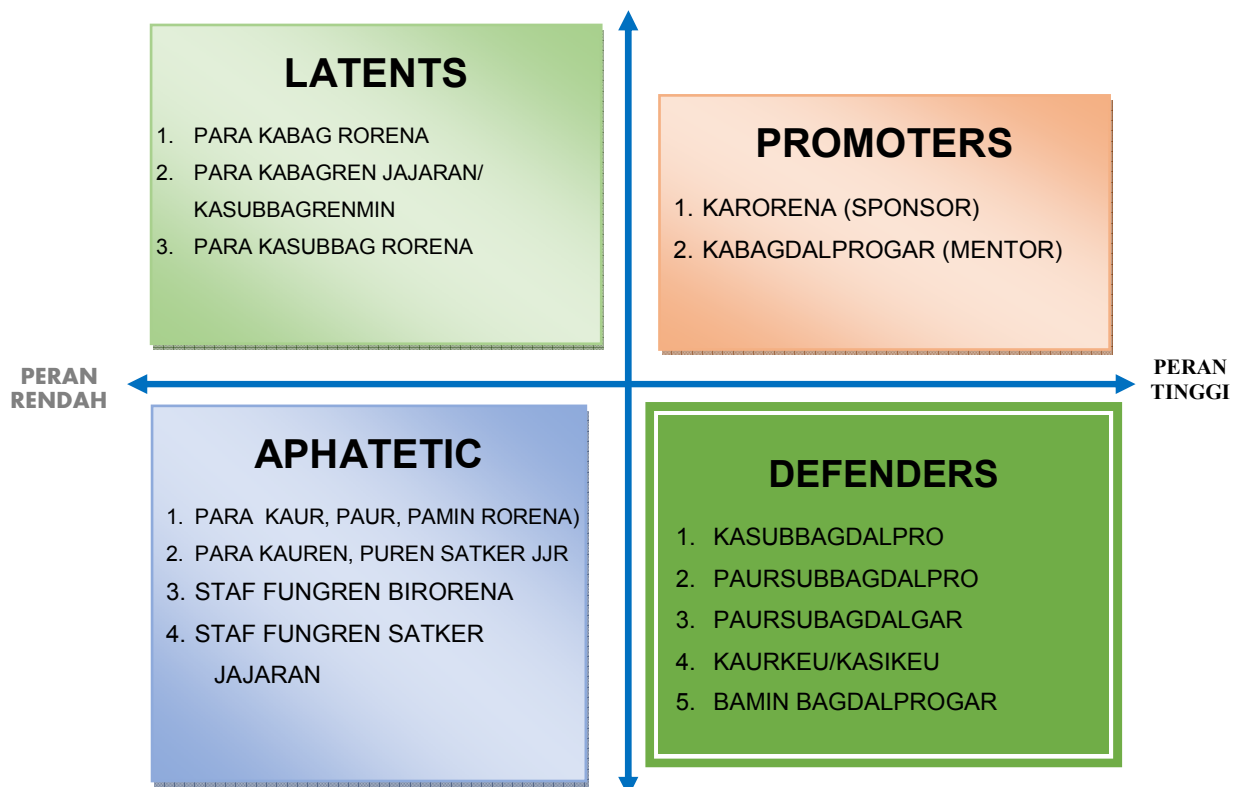 LATENTS
1. PARA KABAG RORENA
2. PARA KABAGREN JAJARAN/
KASUBBAGRENMIN
3. PARA KASUBBAG RORENA
PROMOTERS
1. KARORENA (SPONSOR)
2. KABAGDALPROGAR (MENTOR)
PERAN
RENDAH
PERAN
TINGGI
APHATETIC
1. PARA KAUR, PAUR, PAMIN RORENA)
2. PARA KAUREN, PUREN SATKER JJR
3. STAF FUNGREN BIRORENA
4. STAF FUNGREN SATKER
JAJARAN
DEFENDERS
1. KASUBBAGDALPRO
2. PAURSUBBAGDALPRO
3. PAURSUBAGDALGAR
4. KAURKEU/KASIKEU
5. BAMIN BAGDALPROGAR